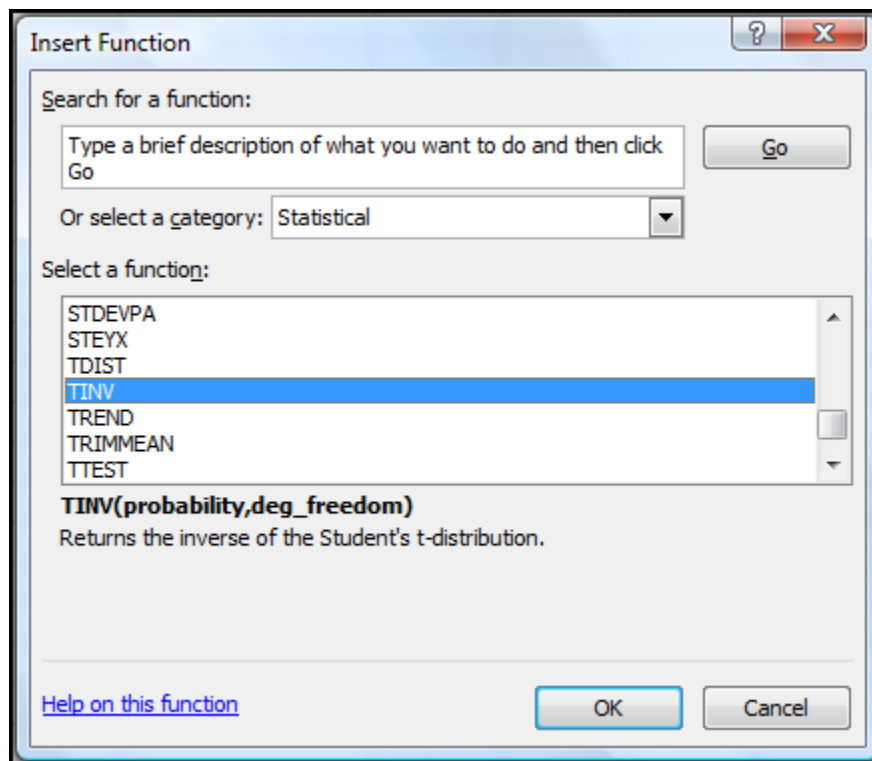 Insert Function
Search for a function:
Type a brief description of what you want to do and then click
Go
Go
Or select a category: Statistical
Select a function:
STDEVPA
STEYX
TDIST
TINV
TREND
TRIMMEAN
TTEST
TINV(probability,deg_freedom)
Returns the inverse of the Student's t-distribution.
Help on this function
OK
Cancel